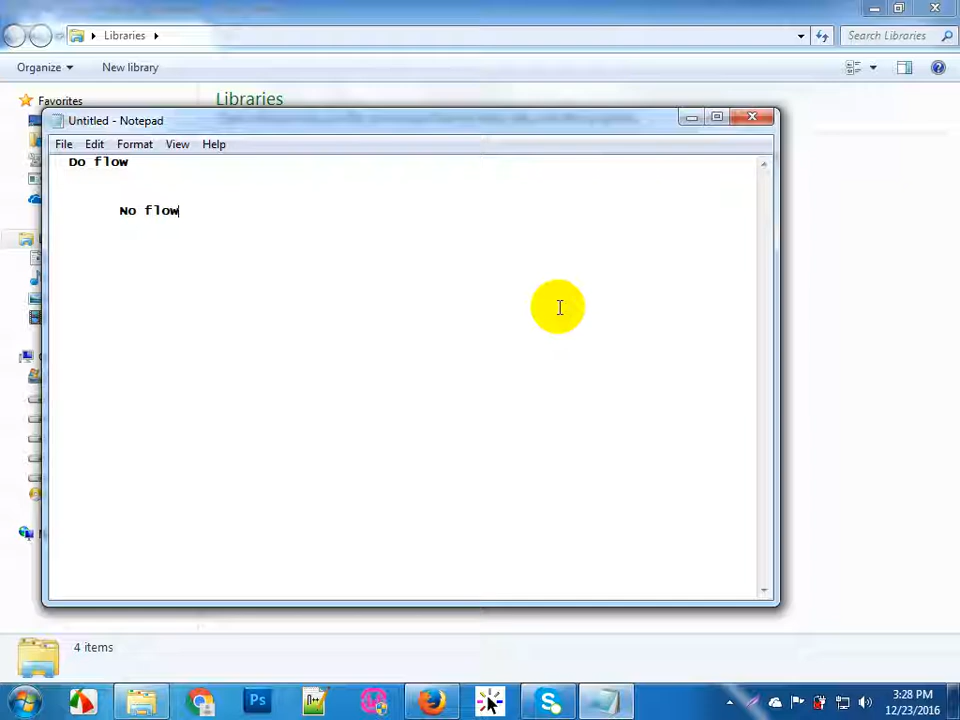 Libraries
Search Libraries
Organize
New library
Favorites
Libraries
Untitled - Notepad
File Edit Format View Help
Do flow
No flow
4 items
Ps
3:28 PM
12/23/2016